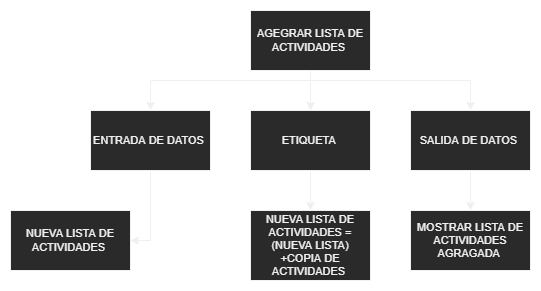 AGEGRAR LISTA DE
ACTIVIDADES
ENTRADA DE DATOS
ETIQUETA
SALIDA DE DATOS
NUEVA LISTA DE
ACTIVIDADES
NUEVA LISTA DE
ACTIVIDADES =
(NUEVA LISTA)
+COPIA DE
ACTIVIDADES
MOSTRAR LISTA DE
ACTIVIDADES
AGRAGADA